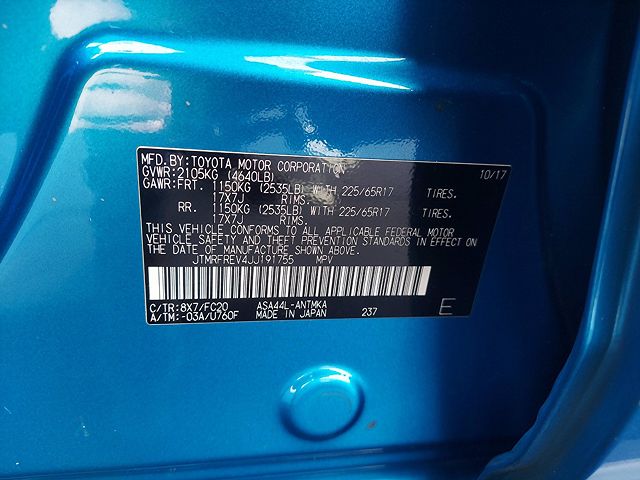 MFD.BY:TOYOTA MOTOR CORPORATION 10/17
GVWR:2105KG (4640LB)
GAWR:FRT. 1150KG (2535LB) WITH 225/65R17 TIRES.
17X7J RIMS.
RR. 1150KG (2535LB) WITH 225/65R17 TIRES.
17X7J RIMS.
THIS VEHICLE CONFORMS TO ALL APPLICABLE FEDERAL MOTOR
VEHICLE SAFETY AND THEFT PREVENTION STANDARDS IN EFFECT ON
THE DATE OF MANUFACTURE SHOWN ABOVE.
JTMRFREV4JJ191755 MPV
C/TR:8X7/FC20 ASA44L-ANTMKA
A/TM:-03A/U760F MADE IN JAPAN 237 E